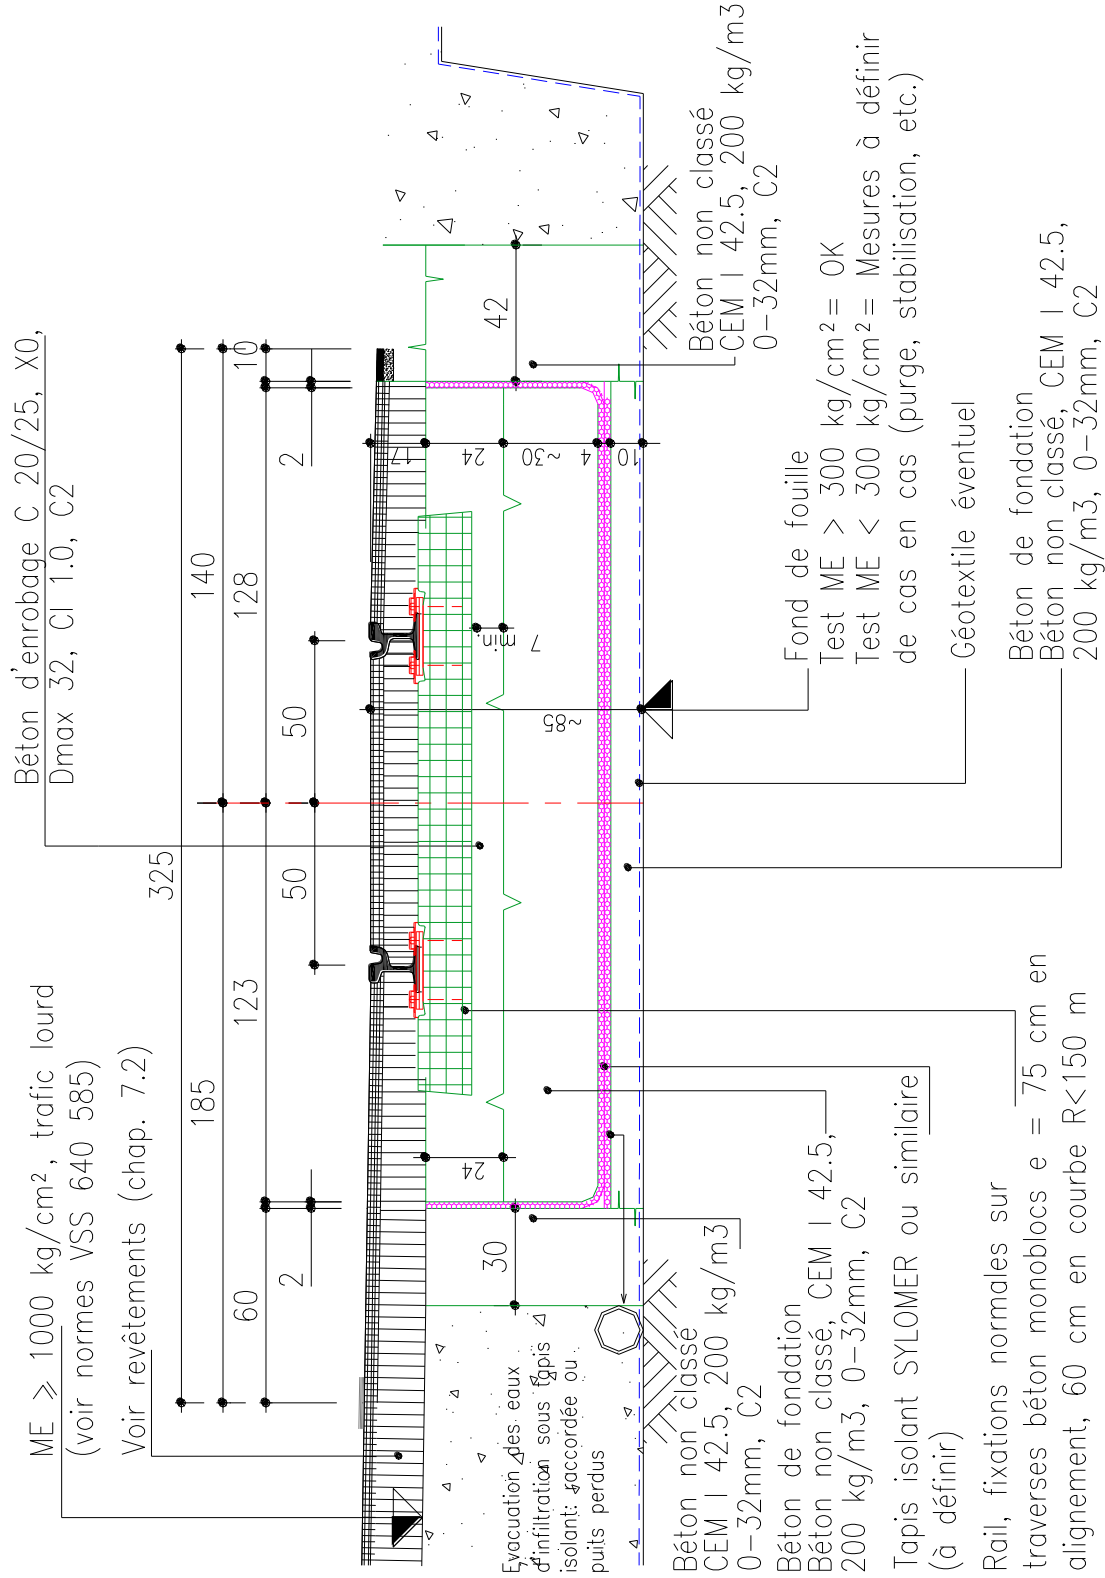 Béton d'enrobage C 20/25, X0,
Dmax 32, Cl 1.0, C2
ME ⩾ 1000 kg/cm², trafic lourd
(voir normes VSS 640 585)
Voir revêtements (chap. 7.2)
325
185
140
60
123
128
10
2
50
50
2
30
24
42
17
24
~30
4
10
7
min.
~85
Evacuation des eaux
d'infiltration sous tapis
isolant: raccordée ou
puits perdus
Béton non classé
CEM I 42.5, 200 kg/m3
0-32mm, C2
Béton de fondation
Béton non classé, CEM I 42.5,
200 kg/m3, 0-32mm, C2
Tapis isolant SYLOMER ou similaire
(à définir)
Rail, fixations normales sur
traverses béton monoblocs e = 75 cm en
alignement, 60 cm en courbe R<150 m
Béton non classé
CEM I 42.5, 200 kg/m3
0-32mm, C2
Fond de fouille
Test ME > 300 kg/cm² = OK
Test ME < 300 kg/cm² = Mesures à définir
de cas en cas (purge, stabilisation, etc.)
Géotextile éventuel
Béton de fondation
Béton non classé, CEM I 42.5,
200 kg/m3, 0-32mm, C2